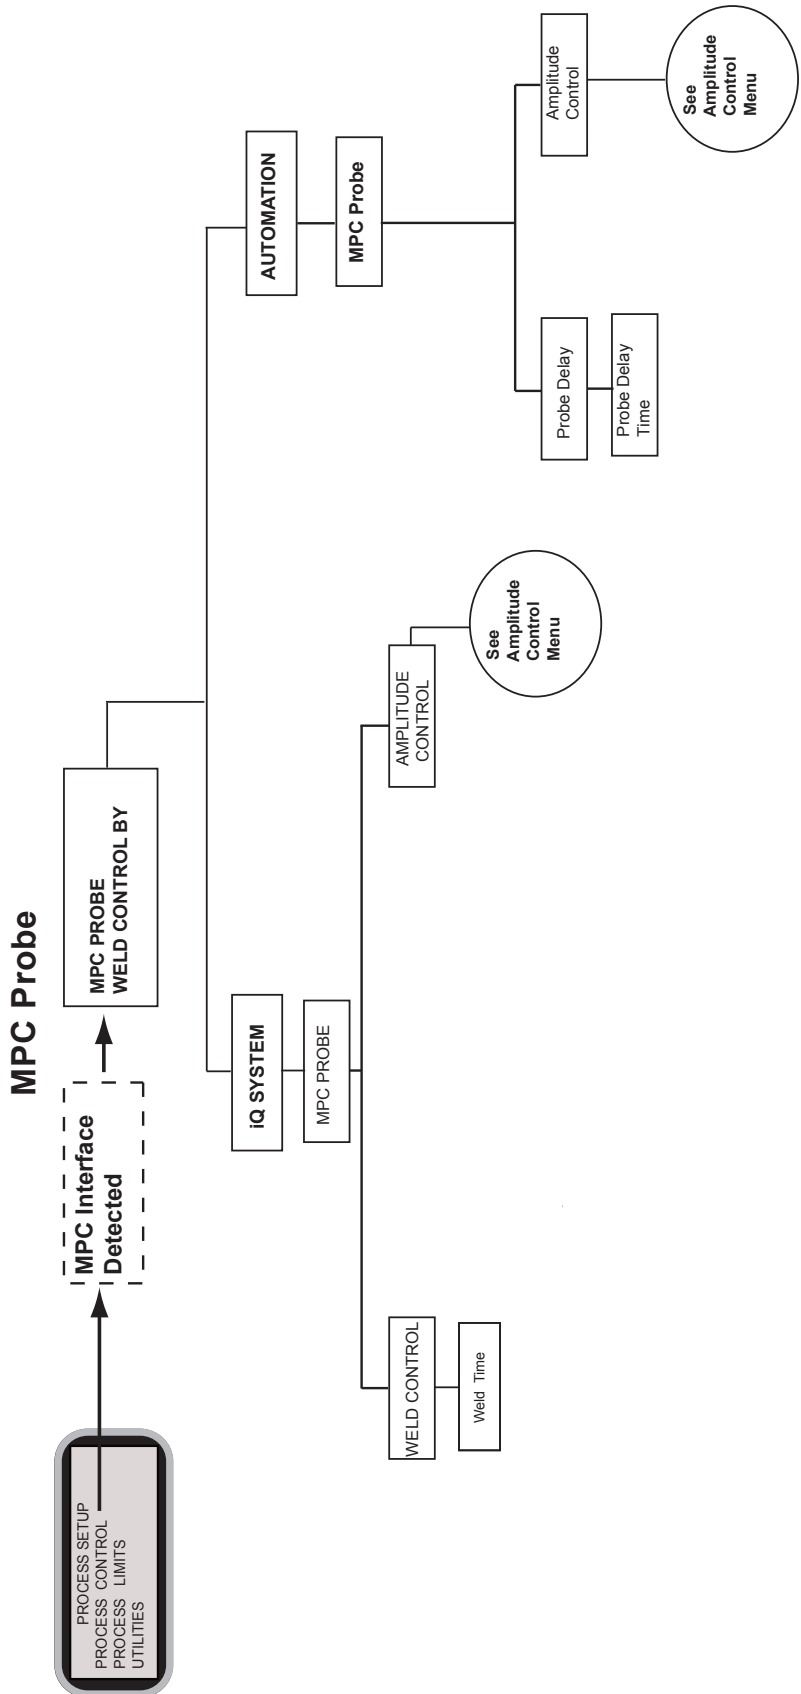 MPC Probe
PROCESS SETUP
PROCESS CONTROL
PROCESS LIMITS
UTILITIES
MPC Interface
Detected
MPC PROBE
WELD CONTROL BY
iQ SYSTEM
MPC PROBE
WELD CONTROL
Weld Time
AMPLITUDE
CONTROL
See
Amplitude
Control
Menu
AUTOMATION
MPC Probe
Probe Delay
Probe Delay
Time
Amplitude
Control
See
Amplitude
Control
Menu